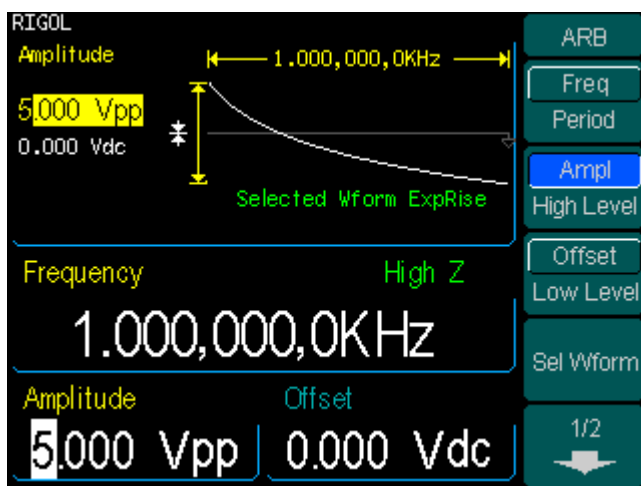 RIGOL
Amplitude
1.000,000,0KHz
5.000 Vpp
0.000 Vdc
Selected Wform ExpRise
Frequency
High Z
1.000,000,0KHz
Amplitude
Offset
5.000 Vpp
0.000 Vdc
ARB
Freq
Period
Ampl
High Level
Offset
Low Level
Sel Wform
1/2